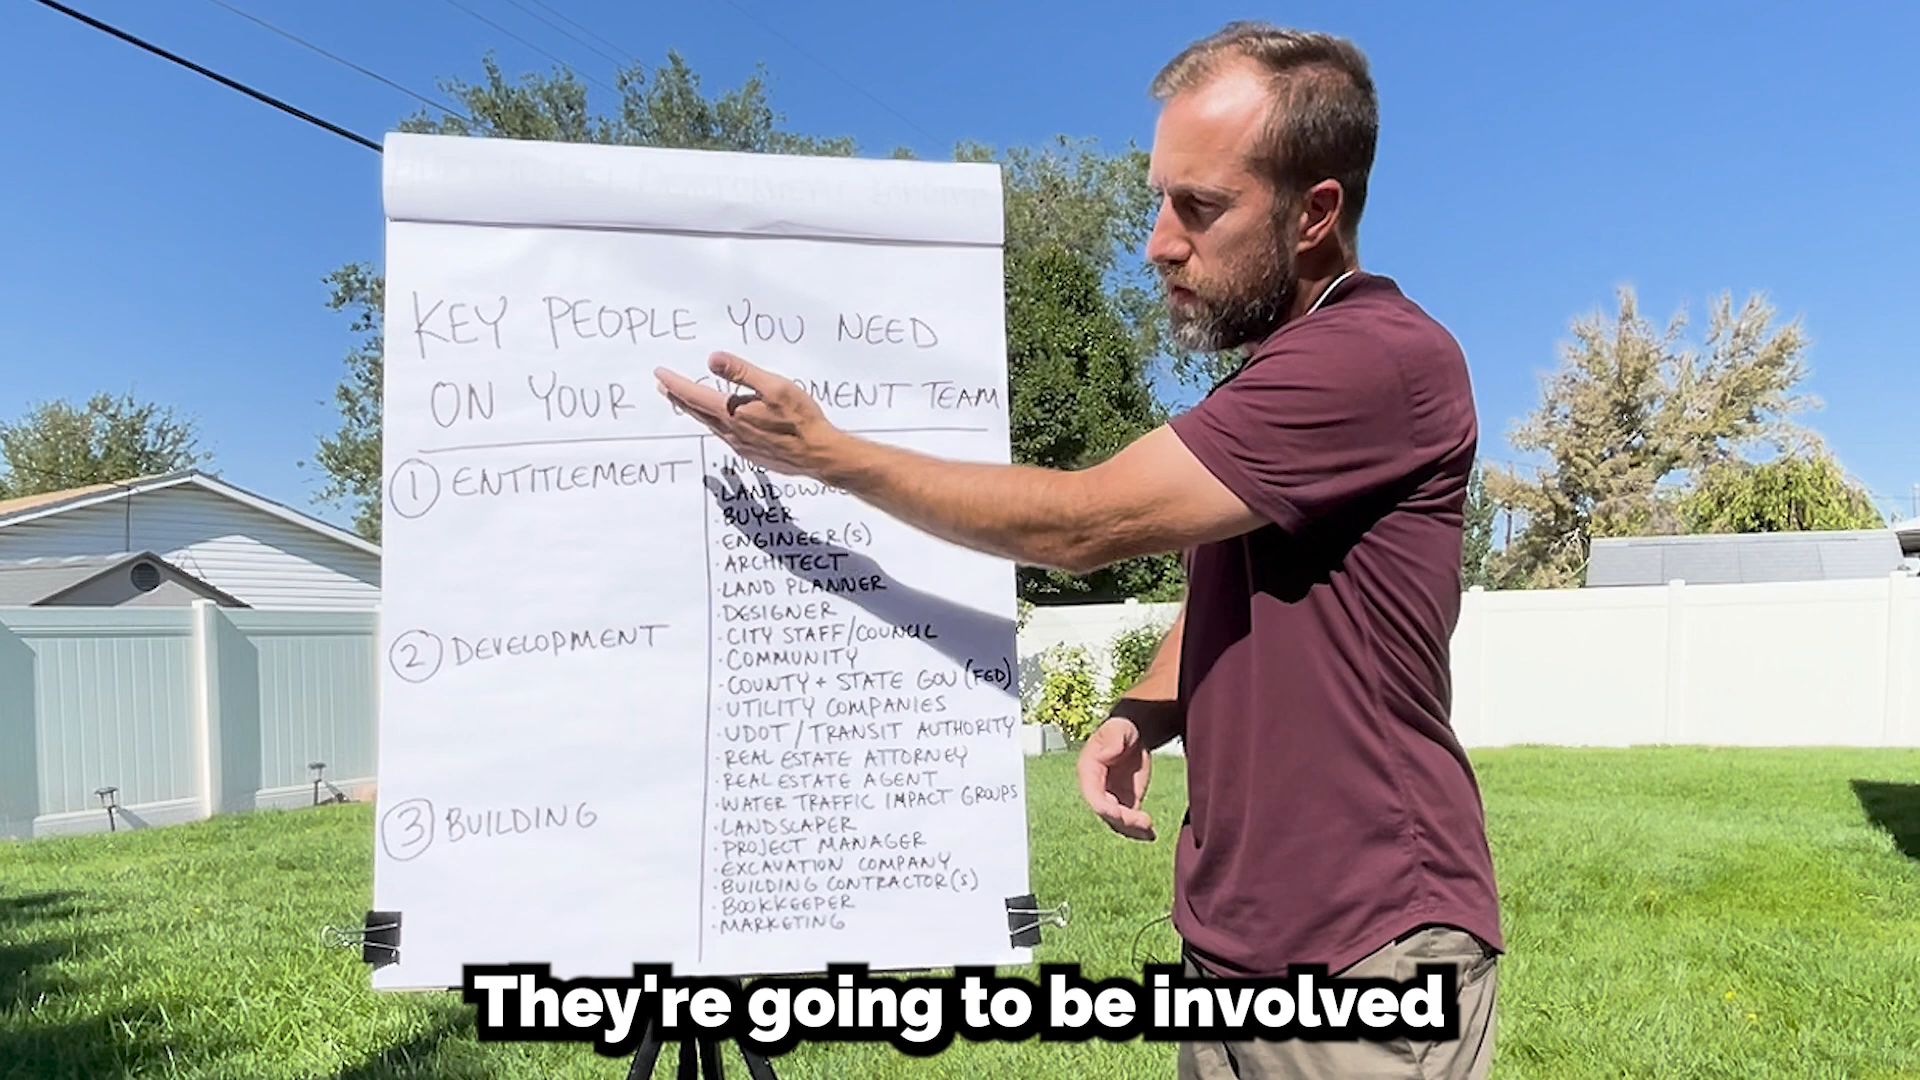 KEY PEOPLE YOU NEED
ON YOUR TEAM
1 ENTITLEMENT
2 DEVELOPMENT
3 BUILDING
· BUYER
· ENGINEER(S)
· ARCHITECT
· LAND PLANNER
· DESIGNER
· CITY STAFF/COUNCIL
· COMMUNITY
· COUNTY + STATE GOV (FED)
· UTILITY COMPANIES
· UDOT / TRANSIT AUTHORITY
· REAL ESTATE ATTORNEY
· REAL ESTATE AGENT
· WATER TRAFFIC IMPACT GROUPS
· LANDSCAPER
· PROJECT MANAGER
· EXCAVATION COMPANY
· BUILDING CONTRACTOR(S)
· BOOKKEEPER
· MARKETING
They're going to be involved